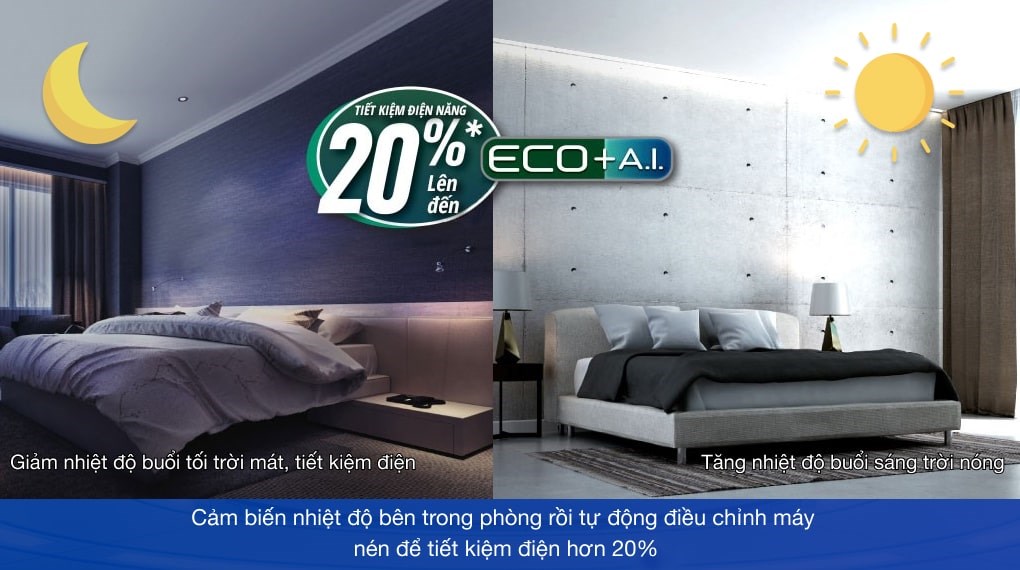 TIẾT KIỆM ĐIỆN NĂNG
20%*
Lên
đến
ECO+A.I.
Giảm nhiệt độ buổi tối trời mát, tiết kiệm điện
Tăng nhiệt độ buổi sáng trời nóng
Cảm biến nhiệt độ bên trong phòng rồi tự động điều chỉnh máy
nén để tiết kiệm điện hơn 20%